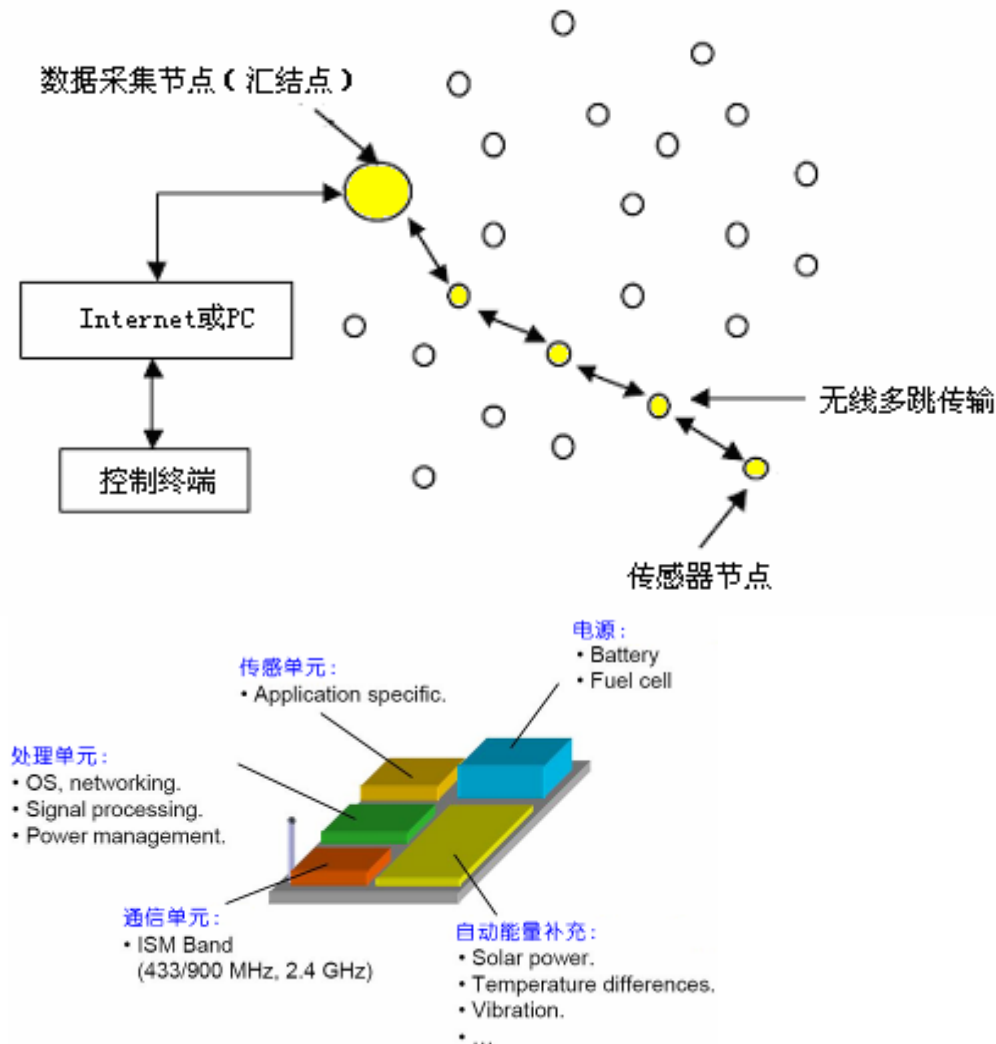 数据采集节点（汇结点）
Internet或PC
无线多跳传输
控制终端
传感器节点
电源：
• Battery
• Fuel cell
传感单元：
• Application specific.
处理单元：
• OS, networking.
• Signal processing.
• Power management.
通信单元：
• ISM Band
(433/900 MHz, 2.4 GHz)
自动能量补充：
• Solar power.
• Temperature differences.
• Vibration.
• ...